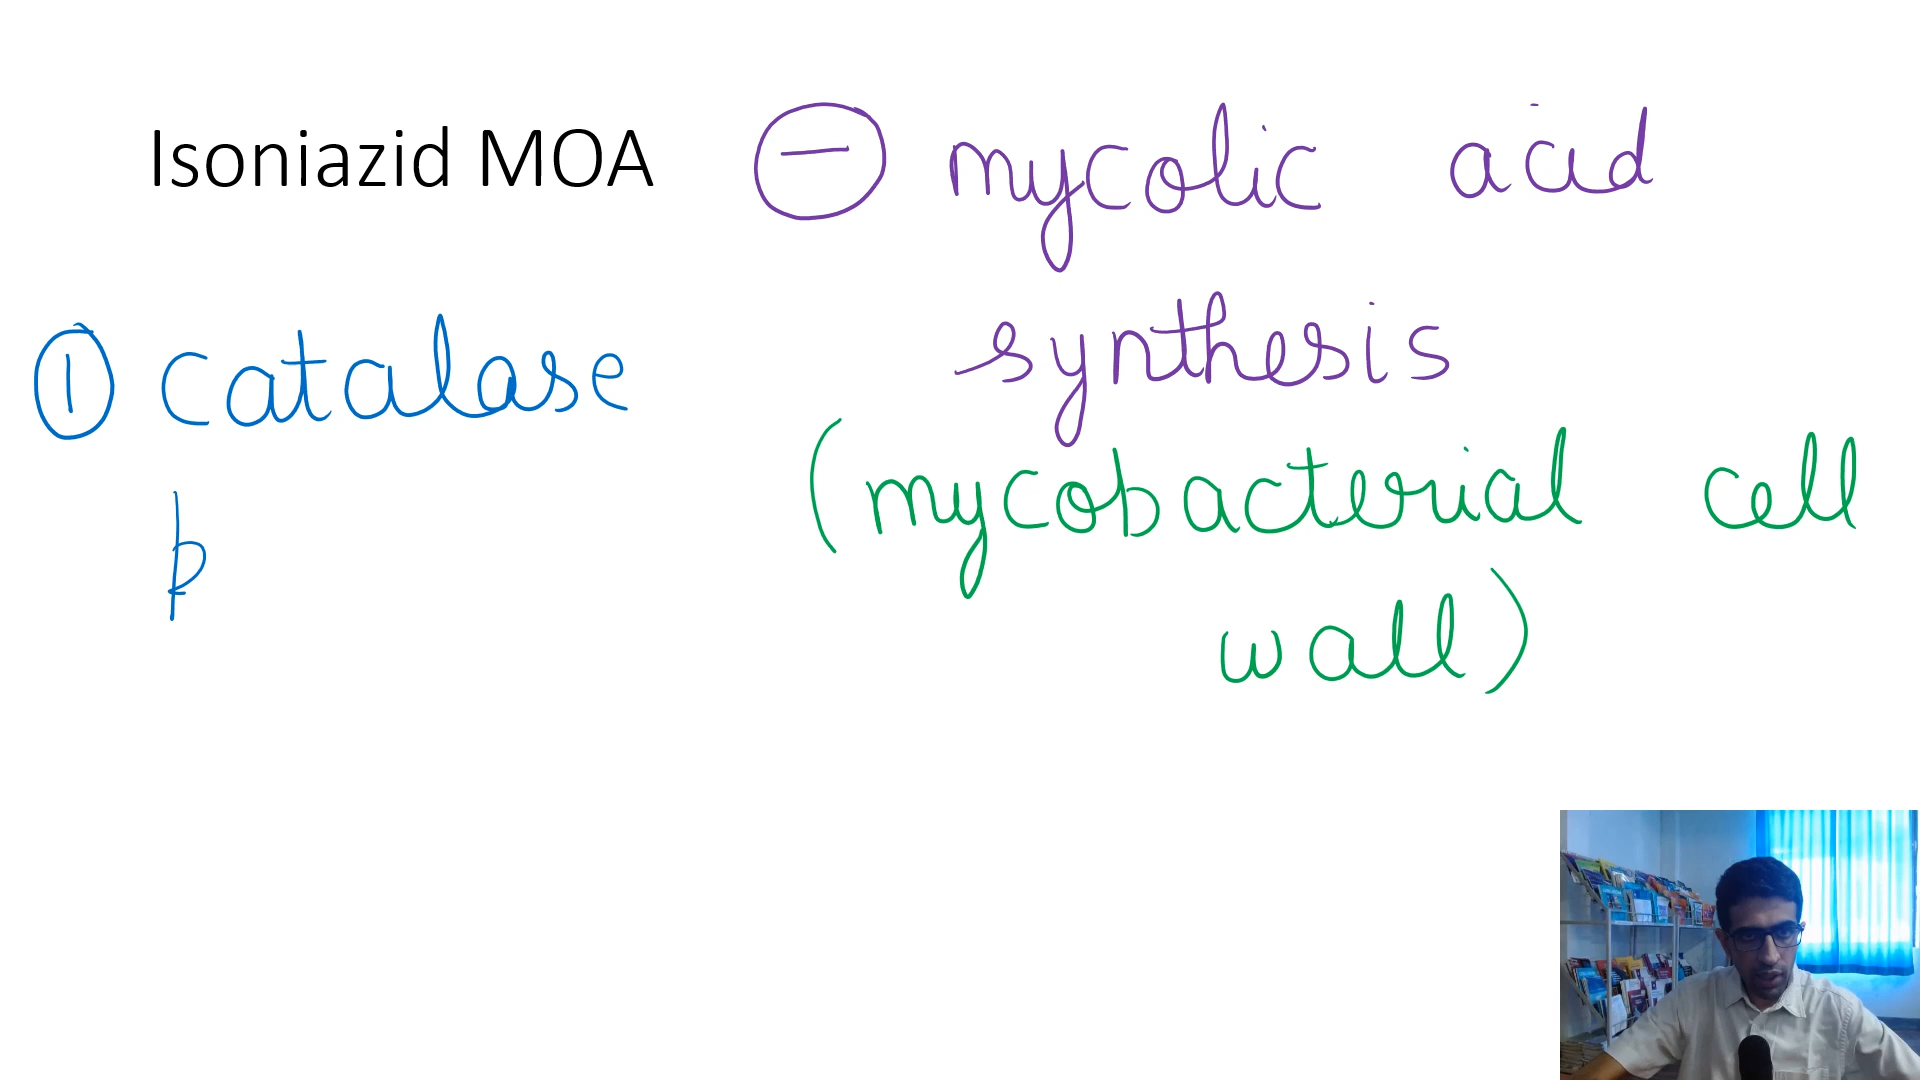 Isoniazid MOA ⊖ mycolic acid
synthesis
(mycobacterial cell
wall)
① catalase
p